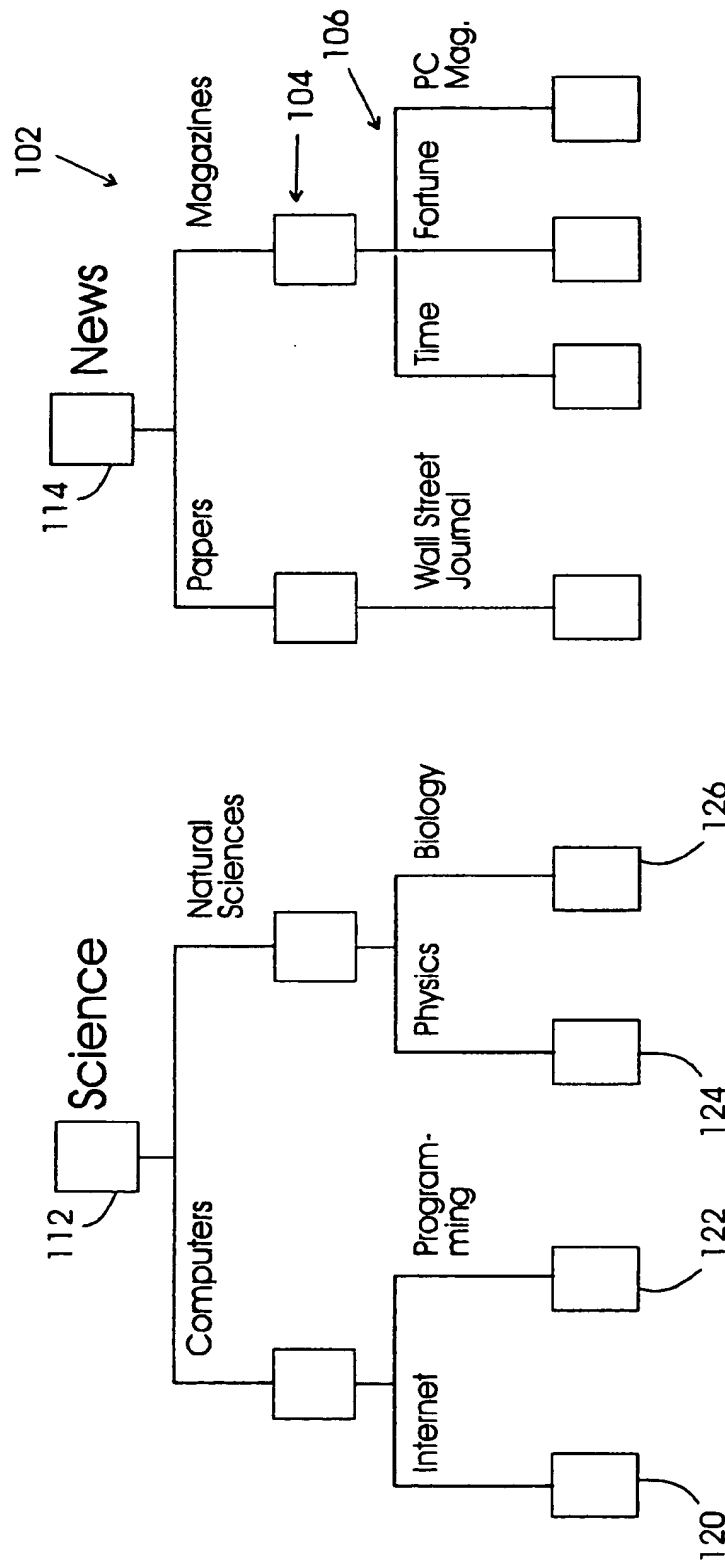 102
Science
News
112
114
Computers
Natural
Sciences
Papers
Magazines
104
106
Internet
Program-
ming
Physics
Biology
Wall Street
Journal
Time
Fortune
PC
Mag.
120
122
124
126